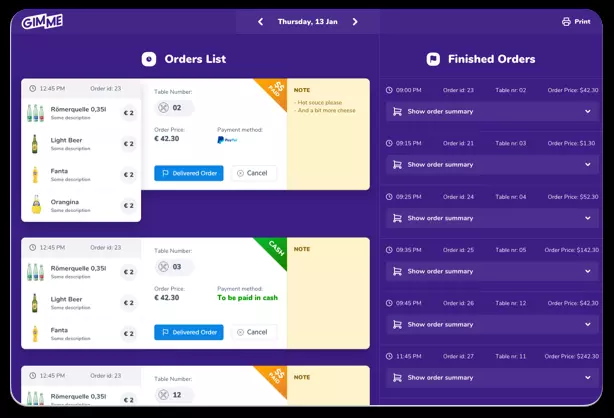 GIMME
Thursday, 13 Jan
Print
Orders List
12:45 PM Order id: 23
Römerquelle 0,35l
Some description
€ 2
Light Beer
Some description
€ 2
Fanta
Some description
€ 2
Orangina
Some description
€ 2
Table Number:
02
Order Price:
€ 42.30
Payment method:
PayPal
Delivered Order
Cancel
$$
PAID
NOTE
- Hot sauce please
- And a bit more cheese
12:45 PM Order id: 23
Römerquelle 0,35l
Some description
€ 2
Light Beer
Some description
€ 2
Fanta
Some description
€ 2
Table Number:
03
Order Price:
€ 42.30
Payment method:
To be paid in cash
Delivered Order
Cancel
CASH
NOTE
12:45 PM Order id: 23
Römerquelle 0,35l
Some description
€ 2
Table Number:
12
$$
PAID
NOTE
Finished Orders
09:00 PM Order id: 23 Table nr: 02 Order Price: $42.30
Show order summary
09:15 PM Order id: 21 Table nr: 03 Order Price: $1.30
Show order summary
09:25 PM Order id: 24 Table nr: 04 Order Price: $52.30
Show order summary
09:35 PM Order id: 25 Table nr: 05 Order Price: $142.30
Show order summary
09:45 PM Order id: 26 Table nr: 12 Order Price: $42.30
Show order summary
11:45 PM Order id: 27 Table nr: 11 Order Price: $242.30
Show order summary